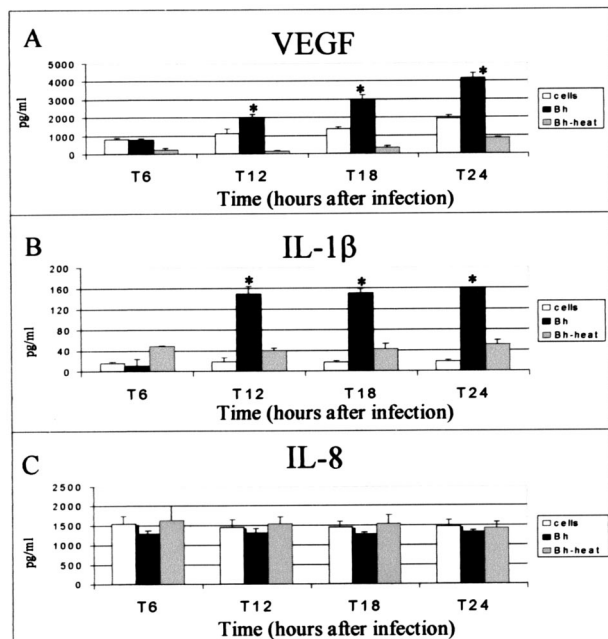 A
VEGF
5000
4000
3000
2000
1000
0
pg/ml
*
*
*
cells
Bh
Bh-heat
T6 T12 T18 T24
Time (hours after infection)
B
IL-1β
200
160
120
80
40
0
pg/ml
*
*
*
cells
Bh
Bh-heat
T6 T12 T18 T24
Time (hours after infection)
C
IL-8
2500
2000
1500
1000
500
0
pg/ml
cells
Bh
Bh-heat
T6 T12 T18 T24
Time (hours after infection)